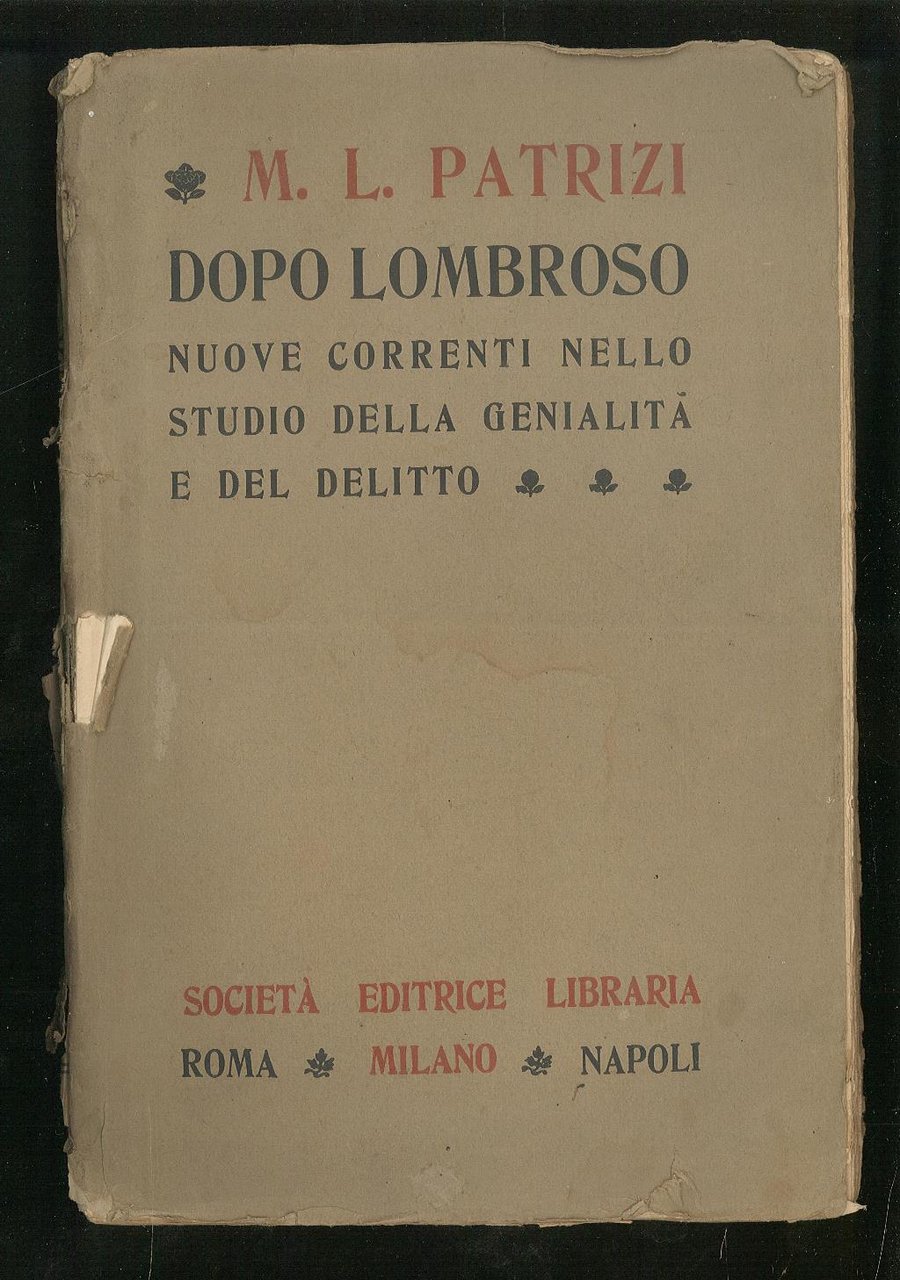 M. L. PATRIZI
DOPO LOMBROSO
NUOVE CORRENTI NELLO
STUDIO DELLA GENIALITÀ
E DEL DELITTO
SOCIETÀ EDITRICE LIBRARIA
ROMA MILANO NAPOLI